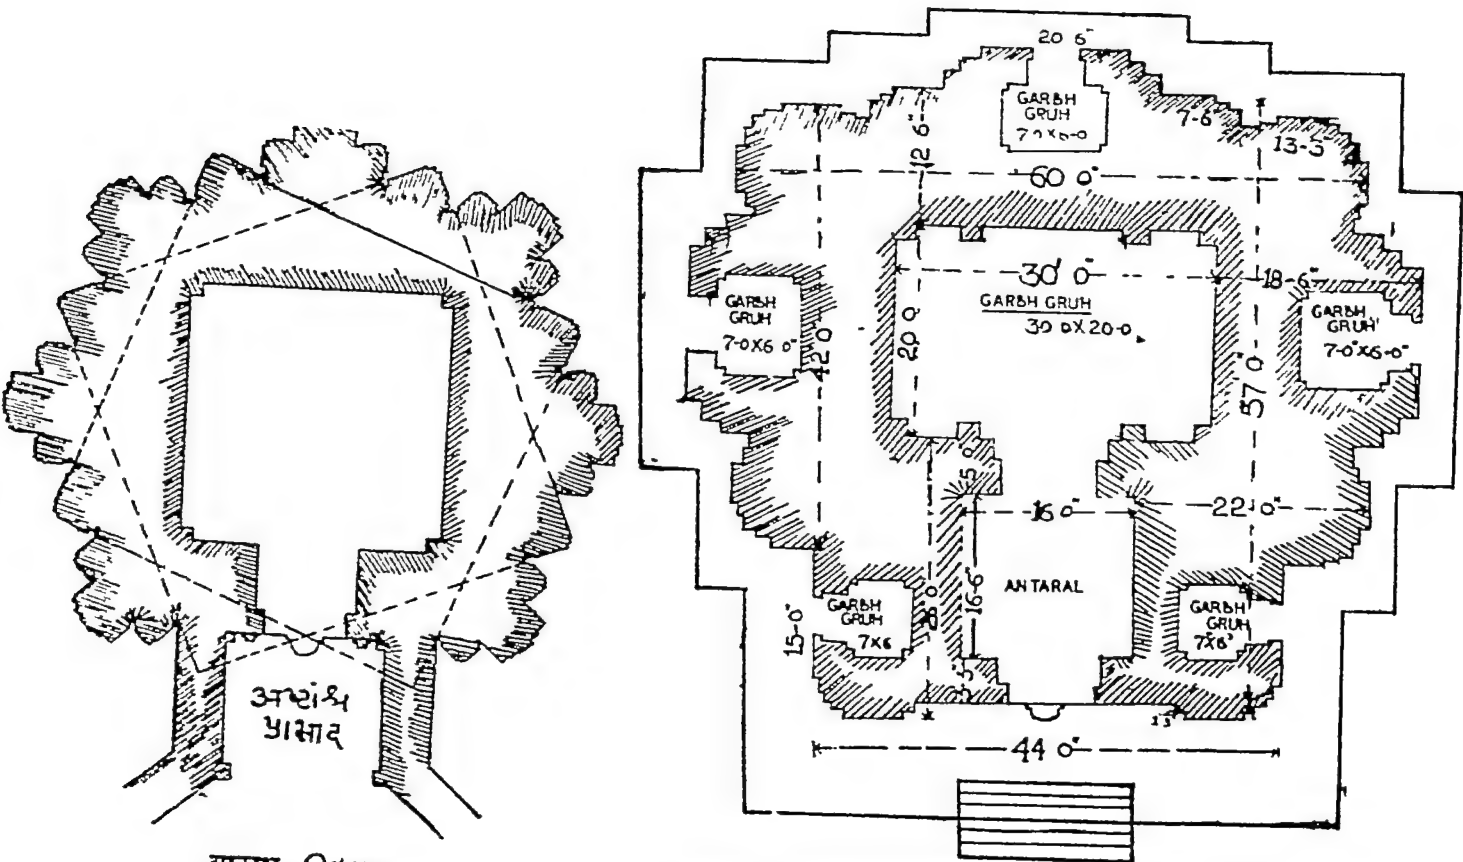 अष्टांश्र
प्रासाद
20 6"
GARBH
GRUH
7-0X6-0
7-6"
13-3"
12 6"
60 0"
30' 0"
18-6"
GARBH GRUH
30 0X20-0
GARBH
GRUH
7-0X6 0"
GARBH
GRUH
7-0"X6-0"
42 0"
20 0
57 0"
5 0"
16 0"
22 0"
ANTARAL
16-6"
GARBH
GRUH
7X6
15-0"
GARBH
GRUH
44 0"